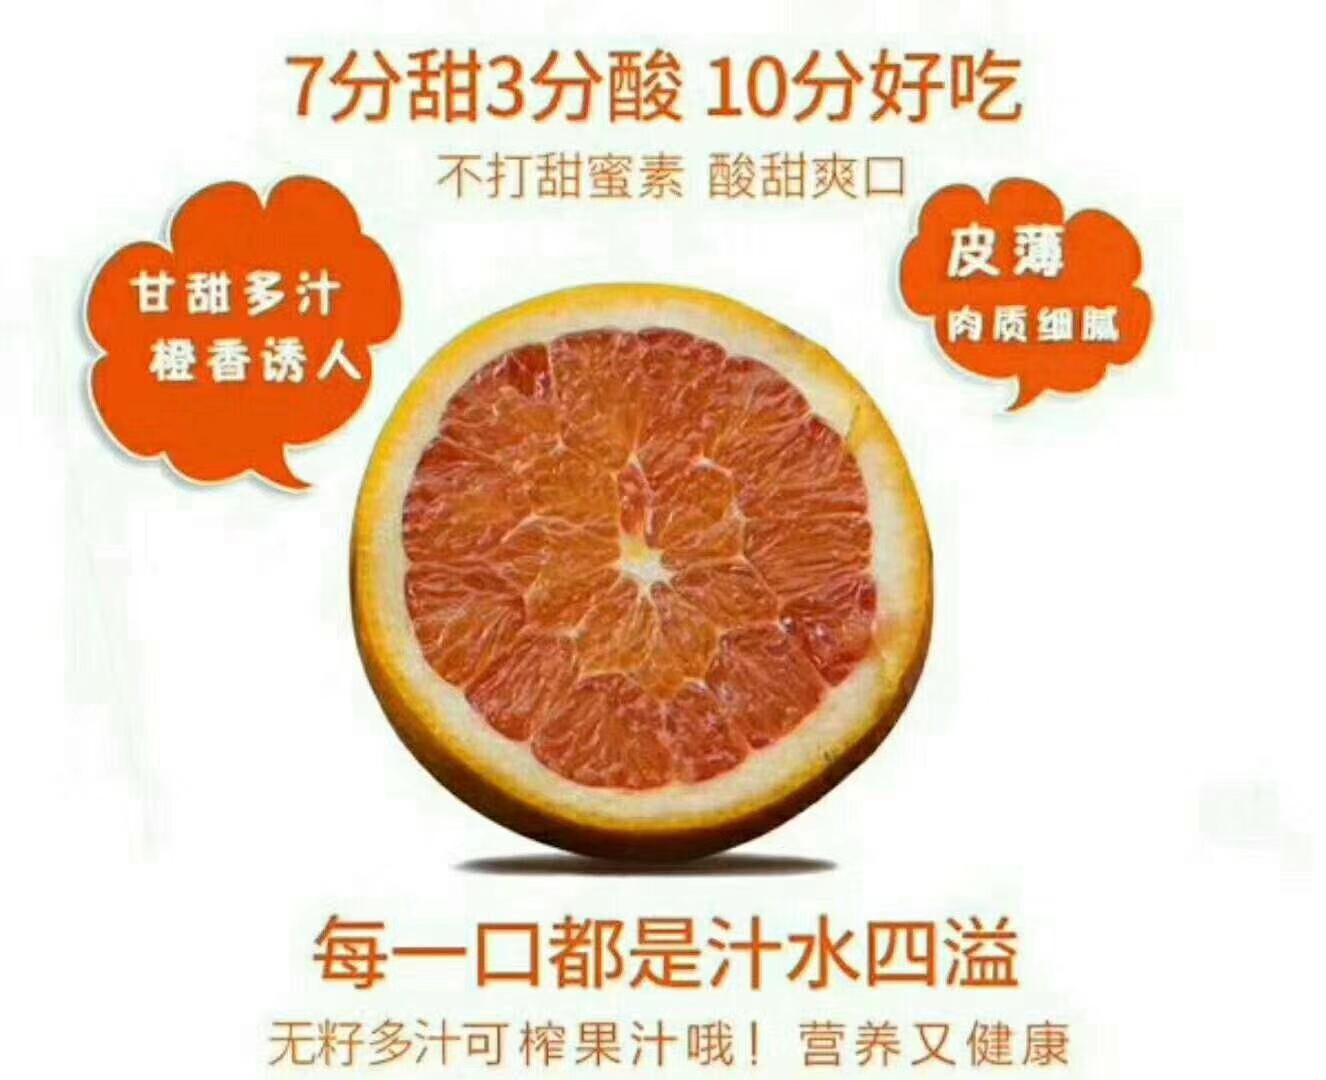 7分甜3分酸 10分好吃
不打甜蜜素 酸甜爽口
甘甜多汁
橙香诱人
皮薄
肉质细腻
每一口都是汁水四溢
无籽多汁可榨果汁哦！营养又健康